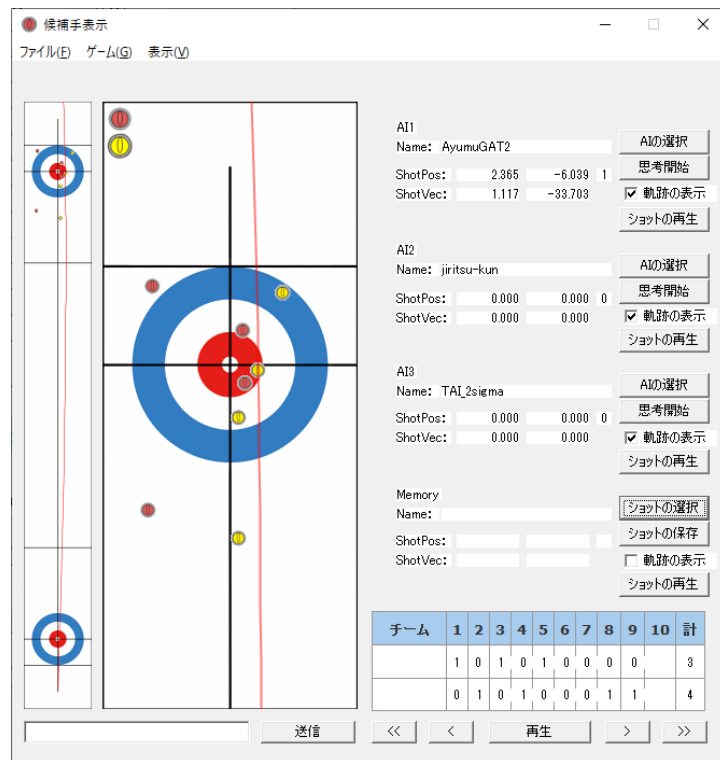 候補手表示
ファイル(F) ゲーム(G) 表示(V)
AI1
Name: AyumuGAT2
AIの選択
思考開始
ShotPos: 2.365 -6.039 1
ShotVec: 1.117 -33.703
軌跡の表示
ショットの再生
AI2
Name: jiritsu-kun
AIの選択
思考開始
ShotPos: 0.000 0.000 0
ShotVec: 0.000 0.000
軌跡の表示
ショットの再生
AI3
Name: TAI_2sigma
AIの選択
思考開始
ShotPos: 0.000 0.000 0
ShotVec: 0.000 0.000
軌跡の表示
ショットの再生
Memory
Name:
ショットの選択
ショットの保存
ShotPos:
ShotVec:
軌跡の表示
ショットの再生
チーム 1 2 3 4 5 6 7 8 9 10 計
1 0 1 0 1 0 0 0 0 3
0 1 0 1 0 0 0 1 1 4
送信 << < 再生 > >>